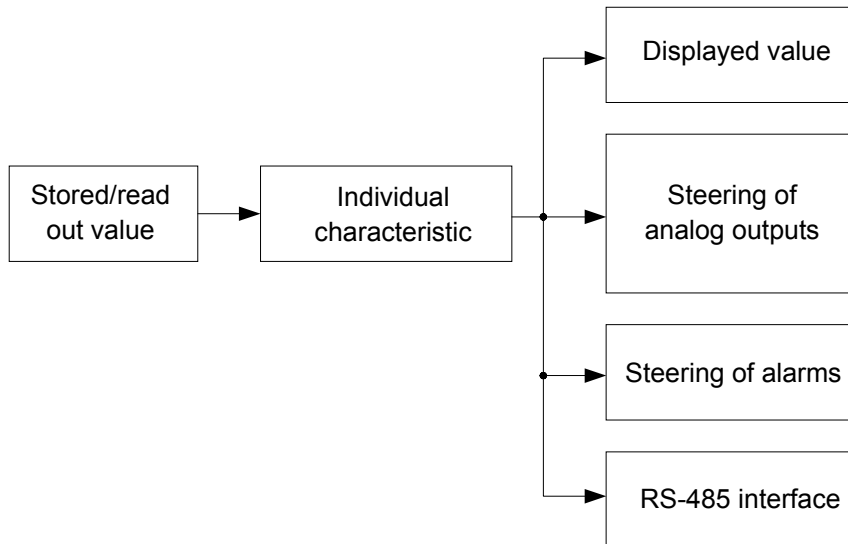 Displayed value
Stored/read
out value
Individual
characteristic
Steering of
analog outputs
Steering of alarms
RS-485 interface